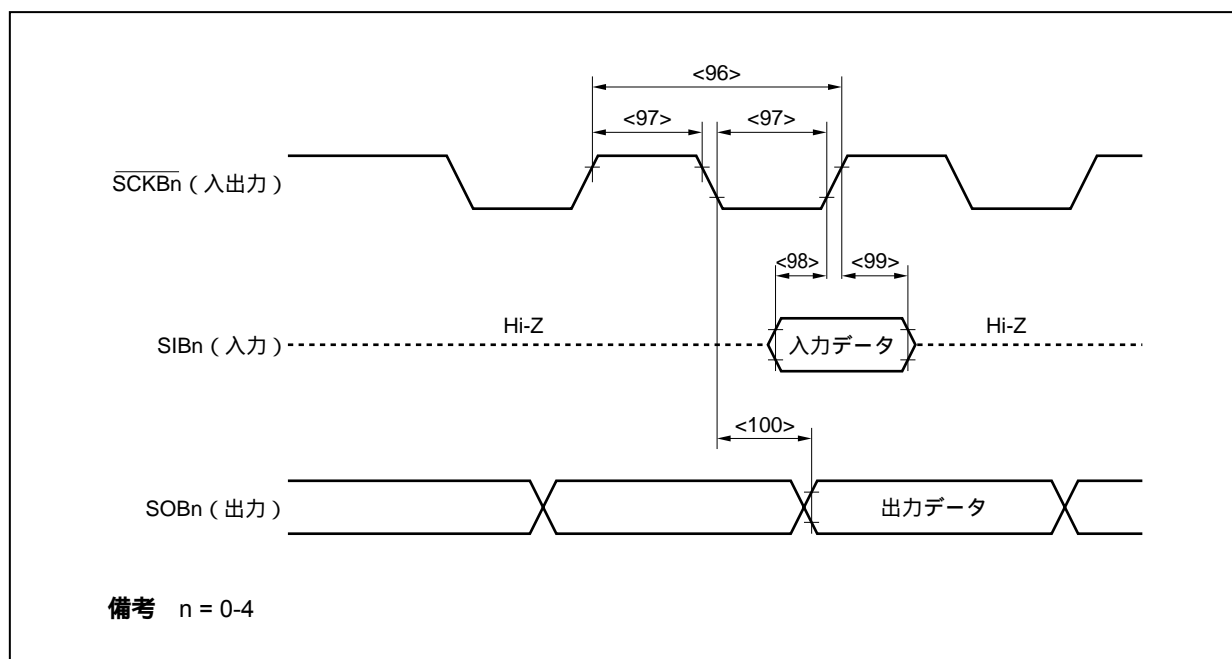 <96>
<97> <97>
SCKBn（入出力）
<98> <99>
Hi-Z Hi-Z
SIBn（入力） 入力データ
<100>
SOBn（出力） 出力データ
備考 n = 0-4